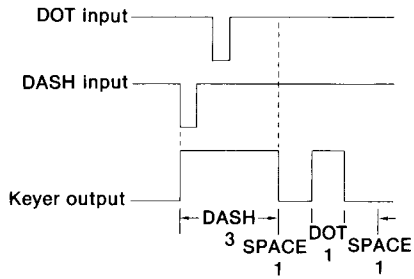 DOT input
DASH input
Keyer output
DASH DOT
3 SPACE 1 SPACE
1 1